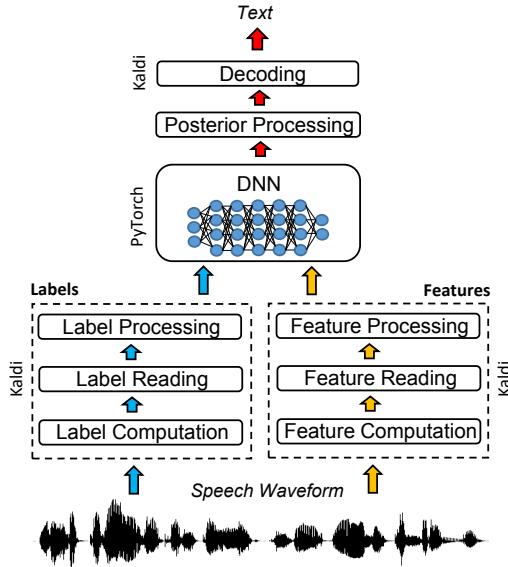 Text
Kaldi
Decoding
Posterior Processing
PyTorch
DNN
Labels
Features
Kaldi
Label Processing
Label Reading
Label Computation
Feature Processing
Feature Reading
Feature Computation
Kaldi
Speech Waveform